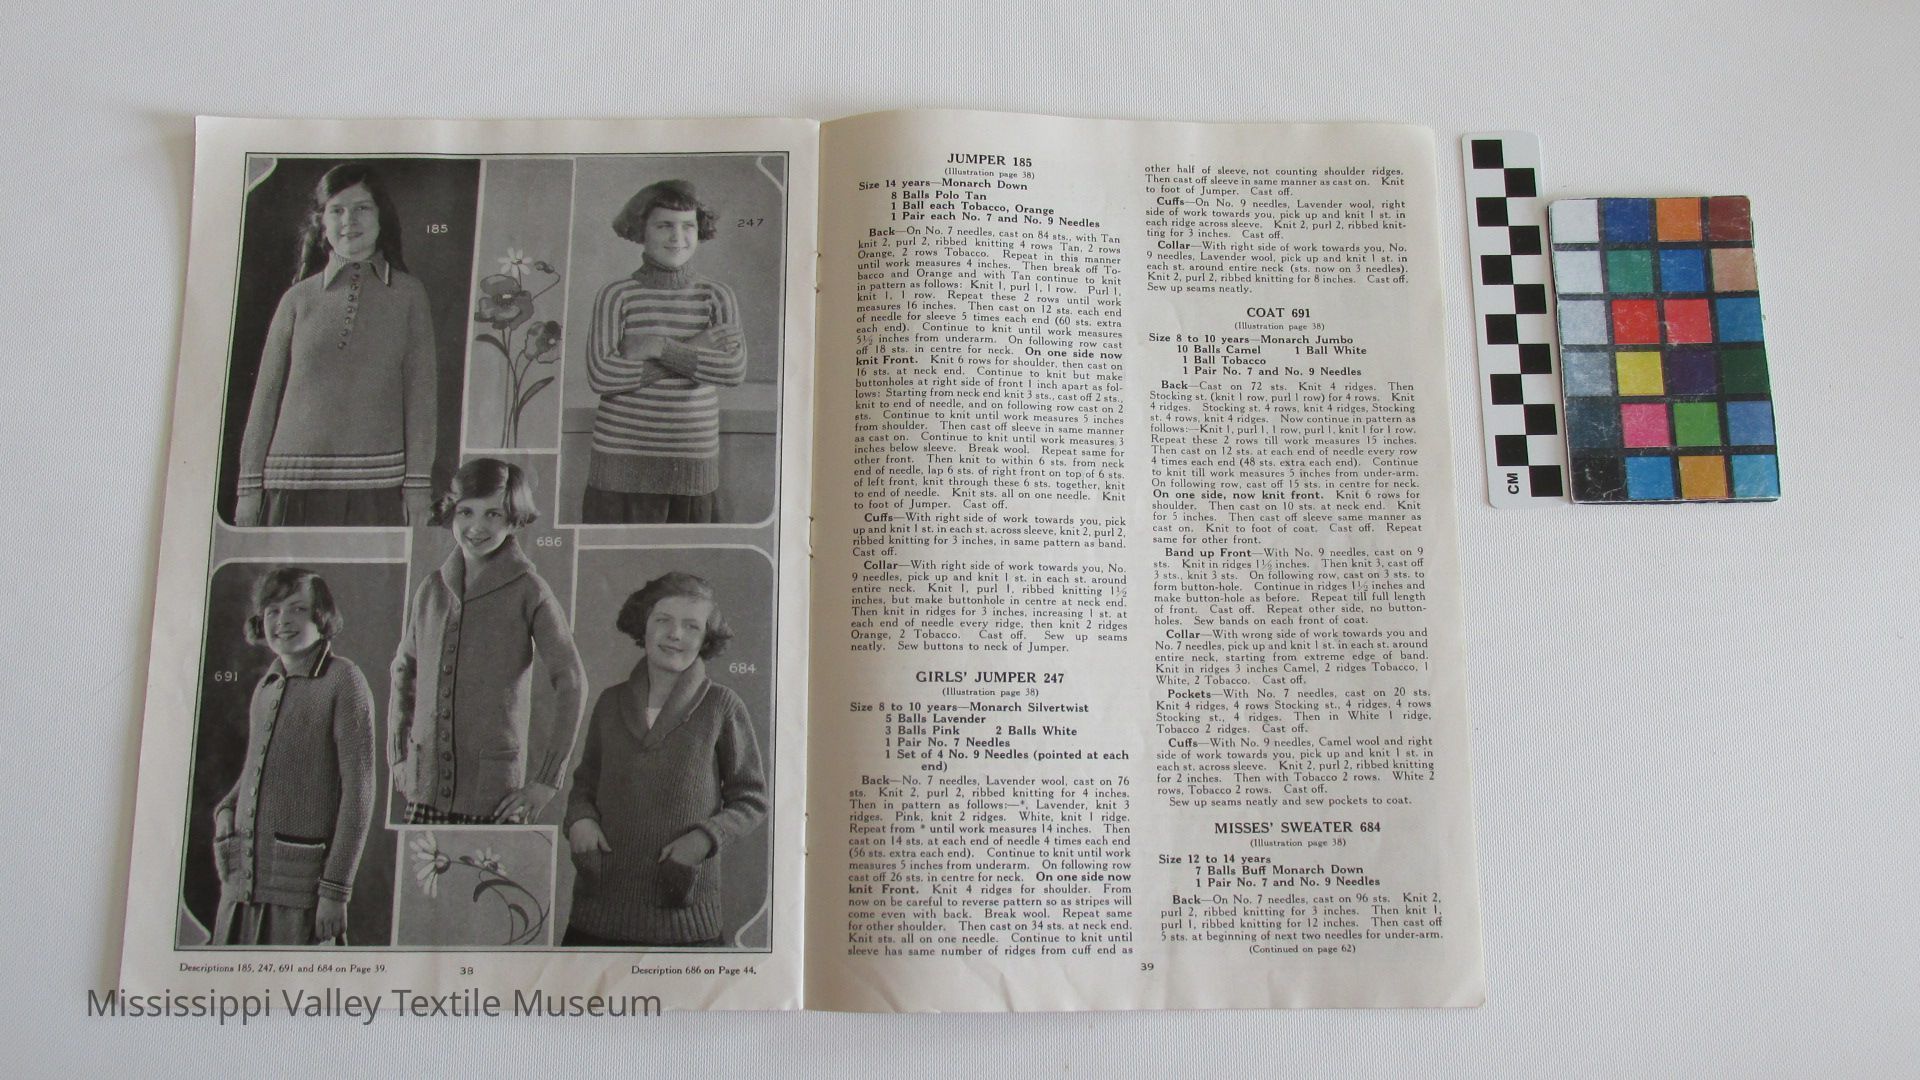 185
247
686
691
684
Descriptions 185, 247, 691 and 684 on Page 39.
38
Description 686 on Page 44.
JUMPER 185
(Illustration page 38)
Size 14 years—Monarch Down
8 Balls Polo Tan
1 Ball each Tobacco, Orange
1 Pair each No. 7 and No. 9 Needles
Back—On No. 7 needles, cast on 84 sts., with Tan
knit 2, purl 2, ribbed knitting 4 rows Tan, 2 rows
Orange, 2 rows Tobacco. Repeat in this manner
until work measures 4 inches. Then break off To-
bacco and Orange and with Tan continue to knit
in pattern as follows: Knit 1, purl 1, 1 row. Purl 1,
knit 1, 1 row. Repeat these 2 rows until work
measures 16 inches. Then cast on 12 sts. each end
of needle for sleeve 5 times each end (60 sts. extra
each end). Continue to knit until work measures
5½ inches from underarm. On following row cast
off 18 sts. in centre for neck. On one side now
knit Front. Knit 6 rows for shoulder, then cast on
16 sts. at neck end. Continue to knit but make
buttonholes at right side of front 1 inch apart as fol-
lows: Starting from neck end knit 3 sts., cast off 2 sts.,
knit to end of needle, and on following row cast on 2
sts. Continue to knit until work measures 5 inches
from shoulder. Then cast off sleeve in same manner
as cast on. Continue to knit until work measures 3
inches below sleeve. Break wool. Repeat same for
other front. Then knit to within 6 sts. from neck
end of needle, lap 6 sts. of right front on top of 6 sts.
of left front, knit through these 6 sts. together, knit
to end of needle. Knit sts. all on one needle. Knit
to foot of Jumper. Cast off.
Cuffs—With right side of work towards you, pick
up and knit 1 st. in each st. across sleeve, knit 2, purl 2,
ribbed knitting for 3 inches, in same pattern as band.
Cast off.
Collar—With right side of work towards you, No.
9 needles, pick up and knit 1 st. in each st. around
entire neck. Knit 1, purl 1, ribbed knitting 1½
inches, but make buttonhole in centre at neck end.
Then knit in ridges for 3 inches, increasing 1 st. at
each end of needle every ridge, then knit 2 ridges
Orange, 2 Tobacco. Cast off. Sew up seams
neatly. Sew buttons to neck of Jumper.
GIRLS' JUMPER 247
(Illustration page 38)
Size 8 to 10 years—Monarch Silvertwist
5 Balls Lavender
3 Balls Pink 2 Balls White
1 Pair No. 7 Needles
1 Set of 4 No. 9 Needles (pointed at each
end)
Back—No. 7 needles, Lavender wool, cast on 76
sts. Knit 2, purl 2, ribbed knitting for 4 inches.
Then in pattern as follows:—*, Lavender, knit 3
ridges. Pink, knit 2 ridges. White, knit 1 ridge.
Repeat from * until work measures 14 inches. Then
cast on 14 sts. at each end of needle 4 times each end
(56 sts. extra each end). Continue to knit until work
measures 5 inches from underarm. On following row
cast off 26 sts. in centre for neck. On one side now
knit Front. Knit 4 ridges for shoulder. From
now on be careful to reverse pattern so as stripes will
come even with back. Break wool. Repeat same
for other shoulder. Then cast on 34 sts. at neck end.
Knit sts. all on one needle. Continue to knit until
sleeve has same number of ridges from cuff end as
other half of sleeve, not counting shoulder ridges.
Then cast off sleeve in same manner as cast on. Knit
to foot of Jumper. Cast off.
Cuffs—On No. 9 needles, Lavender wool, right
side of work towards you, pick up and knit 1 st. in
each ridge across sleeve. Knit 2, purl 2, ribbed knit-
ting for 3 inches. Cast off.
Collar—With right side of work towards you, No.
9 needles, Lavender wool, pick up and knit 1 st. in
each st. around entire neck (sts. now on 3 needles).
Knit 2, purl 2, ribbed knitting for 8 inches. Cast off.
Sew up seams neatly.
COAT 691
(Illustration page 38)
Size 8 to 10 years—Monarch Jumbo
10 Balls Camel 1 Ball White
1 Ball Tobacco
1 Pair No. 7 and No. 9 Needles
Back—Cast on 72 sts. Knit 4 ridges. Then
Stocking st. (knit 1 row, purl 1 row) for 4 rows. Knit
4 ridges. Stocking st. 4 rows, knit 4 ridges, Stocking
st. 4 rows, knit 4 ridges. Now continue in pattern as
follows:—Knit 1, purl 1, 1 row, purl 1, knit 1 for 1 row.
Repeat these 2 rows till work measures 15 inches.
Then cast on 12 sts. at each end of needle every row
4 times each end (48 sts. extra each end). Continue
to knit till work measures 5 inches from under-arm.
On following row, cast off 15 sts. in centre for neck.
On one side, now knit front. Knit 6 rows for
shoulder. Then cast on 10 sts. at neck end. Knit
for 5 inches. Then cast off sleeve same manner as
cast on. Knit to foot of coat. Cast off. Repeat
same for other front.
Band up Front—With No. 9 needles, cast on 9
sts. Knit in ridges 1½ inches. Then knit 3, cast off
3 sts., knit 3 sts. On following row, cast on 3 sts. to
form button-hole. Continue in ridges 1½ inches and
make button-hole as before. Repeat till full length
of front. Cast off. Repeat other side, no button-
holes. Sew bands on each front of coat.
Collar—With wrong side of work towards you and
No. 7 needles, pick up and knit 1 st. in each st. around
entire neck, starting from extreme edge of band.
Knit in ridges 3 inches Camel, 2 ridges Tobacco, 1
White, 2 Tobacco. Cast off.
Pockets—With No. 7 needles, cast on 20 sts.
Knit 4 ridges, 4 rows Stocking st., 4 ridges, 4 rows
Stocking st., 4 ridges. Then in White 1 ridge,
Tobacco 2 ridges. Cast off.
Cuffs—With No. 9 needles, Camel wool and right
side of work towards you, pick up and knit 1 st. in
each st. across sleeve. Knit 2, purl 2, ribbed knitting
for 2 inches. Then with Tobacco 2 rows. White 2
rows, Tobacco 2 rows. Cast off.
Sew up seams neatly and sew pockets to coat.
MISSES' SWEATER 684
(Illustration page 38)
Size 12 to 14 years
7 Balls Buff Monarch Down
1 Pair No. 7 and No. 9 Needles
Back—On No. 7 needles, cast on 96 sts. Knit 2,
purl 2, ribbed knitting for 3 inches. Then knit 1,
purl 1, ribbed knitting for 12 inches. Then cast off
5 sts. at beginning of next two needles for under-arm.
(Continued on page 62)
39
CM
Mississippi Valley Textile Museum